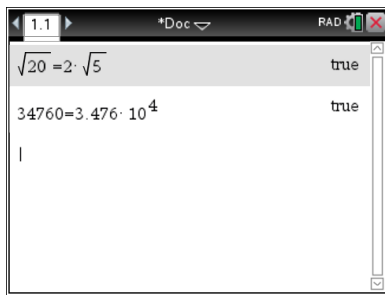 1.1 *Doc RAD
√20 =2· √5 true
34760=3.476· 10⁴ true